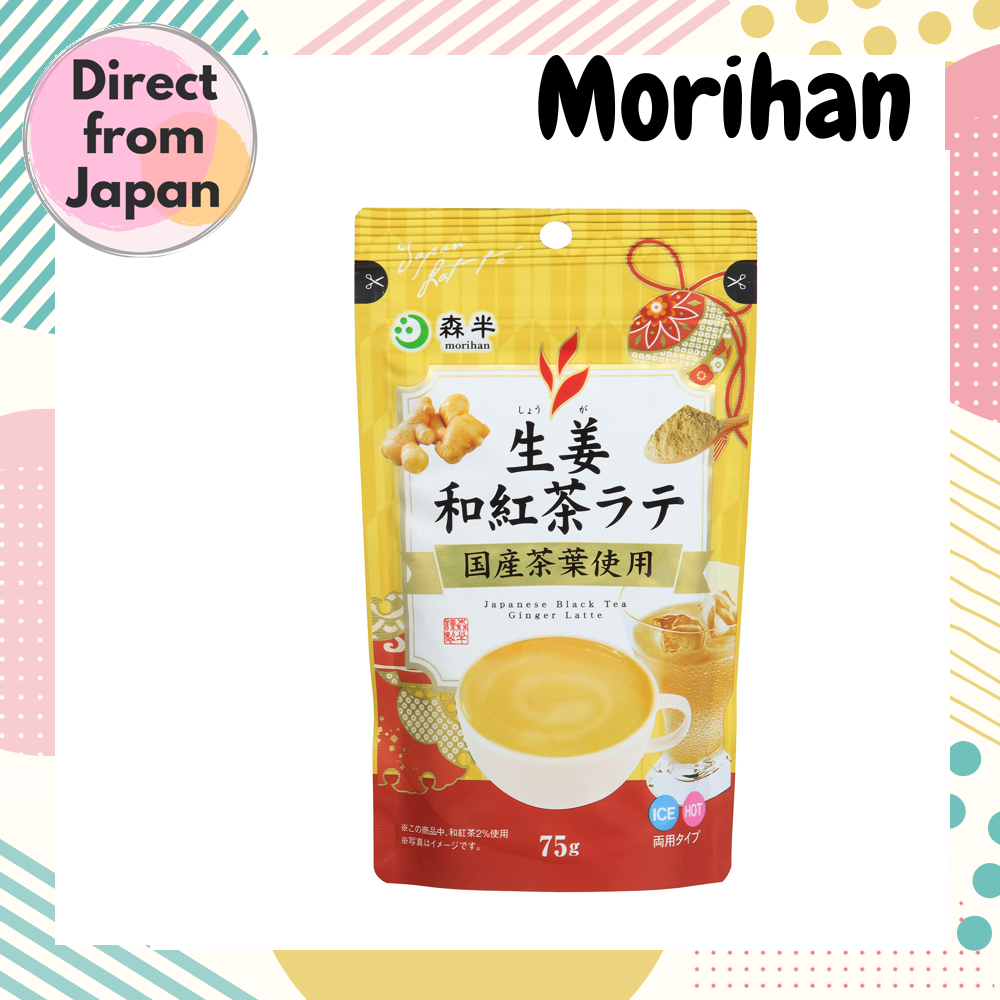 Direct
from
Japan
Morihan
Japan
Latte
森半
morihan
しょうが
生姜
和紅茶ラテ
国産茶葉使用
Japanese Black Tea
Ginger Latte
ICE HOT
両用タイプ
※この商品中、和紅茶2%使用
※写真はイメージです。
75g